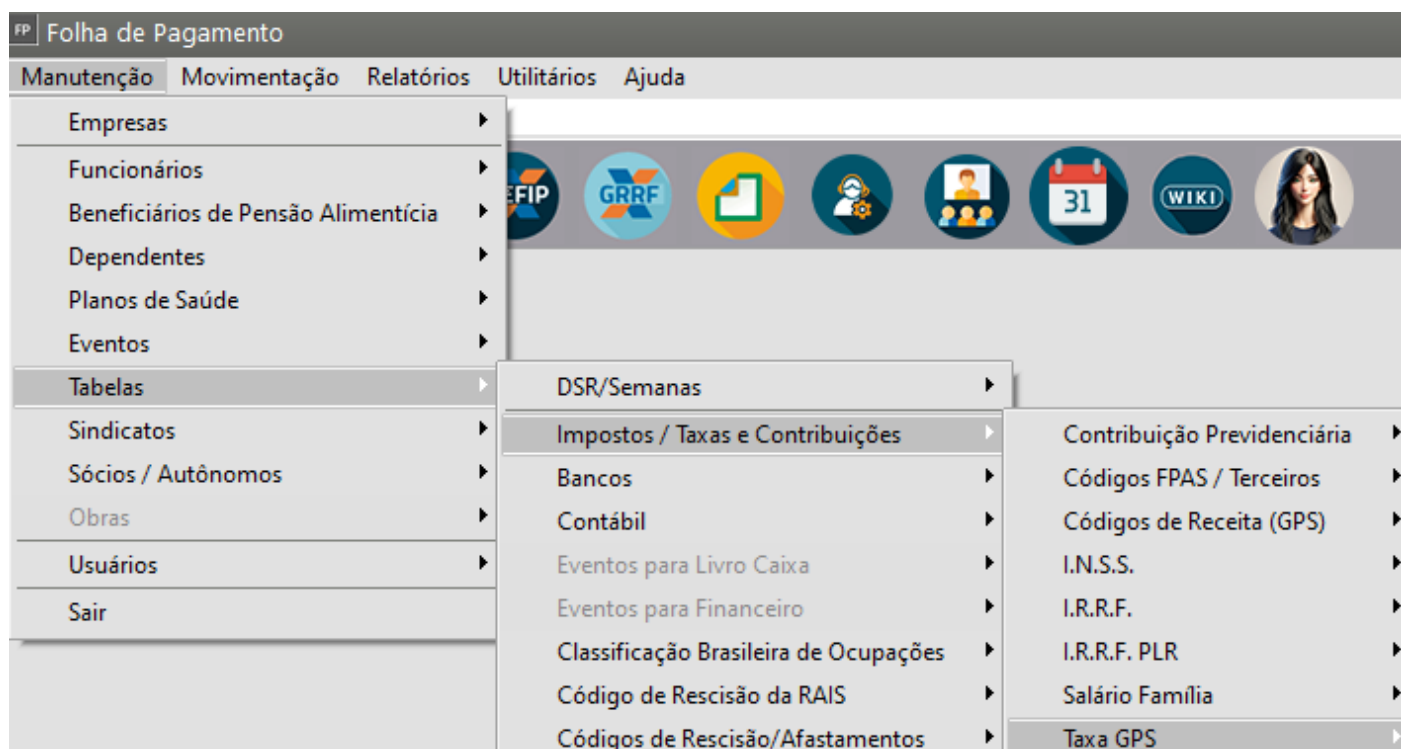 FP Folha de Pagamento
Manutenção Movimentação Relatórios Utilitários Ajuda
Empresas
Funcionários
Beneficiários de Pensão Alimentícia
Dependentes
Planos de Saúde
Eventos
Tabelas
Sindicatos
Sócios / Autônomos
Obras
Usuários
Sair
EFIP GRRF 31 WIKI
DSR/Semanas
Impostos / Taxas e Contribuições
Bancos
Contábil
Eventos para Livro Caixa
Eventos para Financeiro
Classificação Brasileira de Ocupações
Código de Rescisão da RAIS
Códigos de Rescisão/Afastamentos
Contribuição Previdenciária
Códigos FPAS / Terceiros
Códigos de Receita (GPS)
I.N.S.S.
I.R.R.F.
I.R.R.F. PLR
Salário Família
Taxa GPS